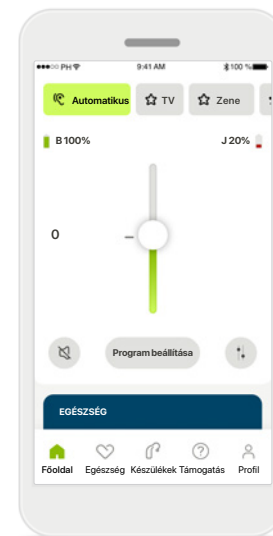 PH 9:41 AM 100 %
Automatikus TV Zene
B 100% J 20%
0
Program beállítása
EGÉSZSÉG
Főoldal Egészség Készülékek Támogatás Profil